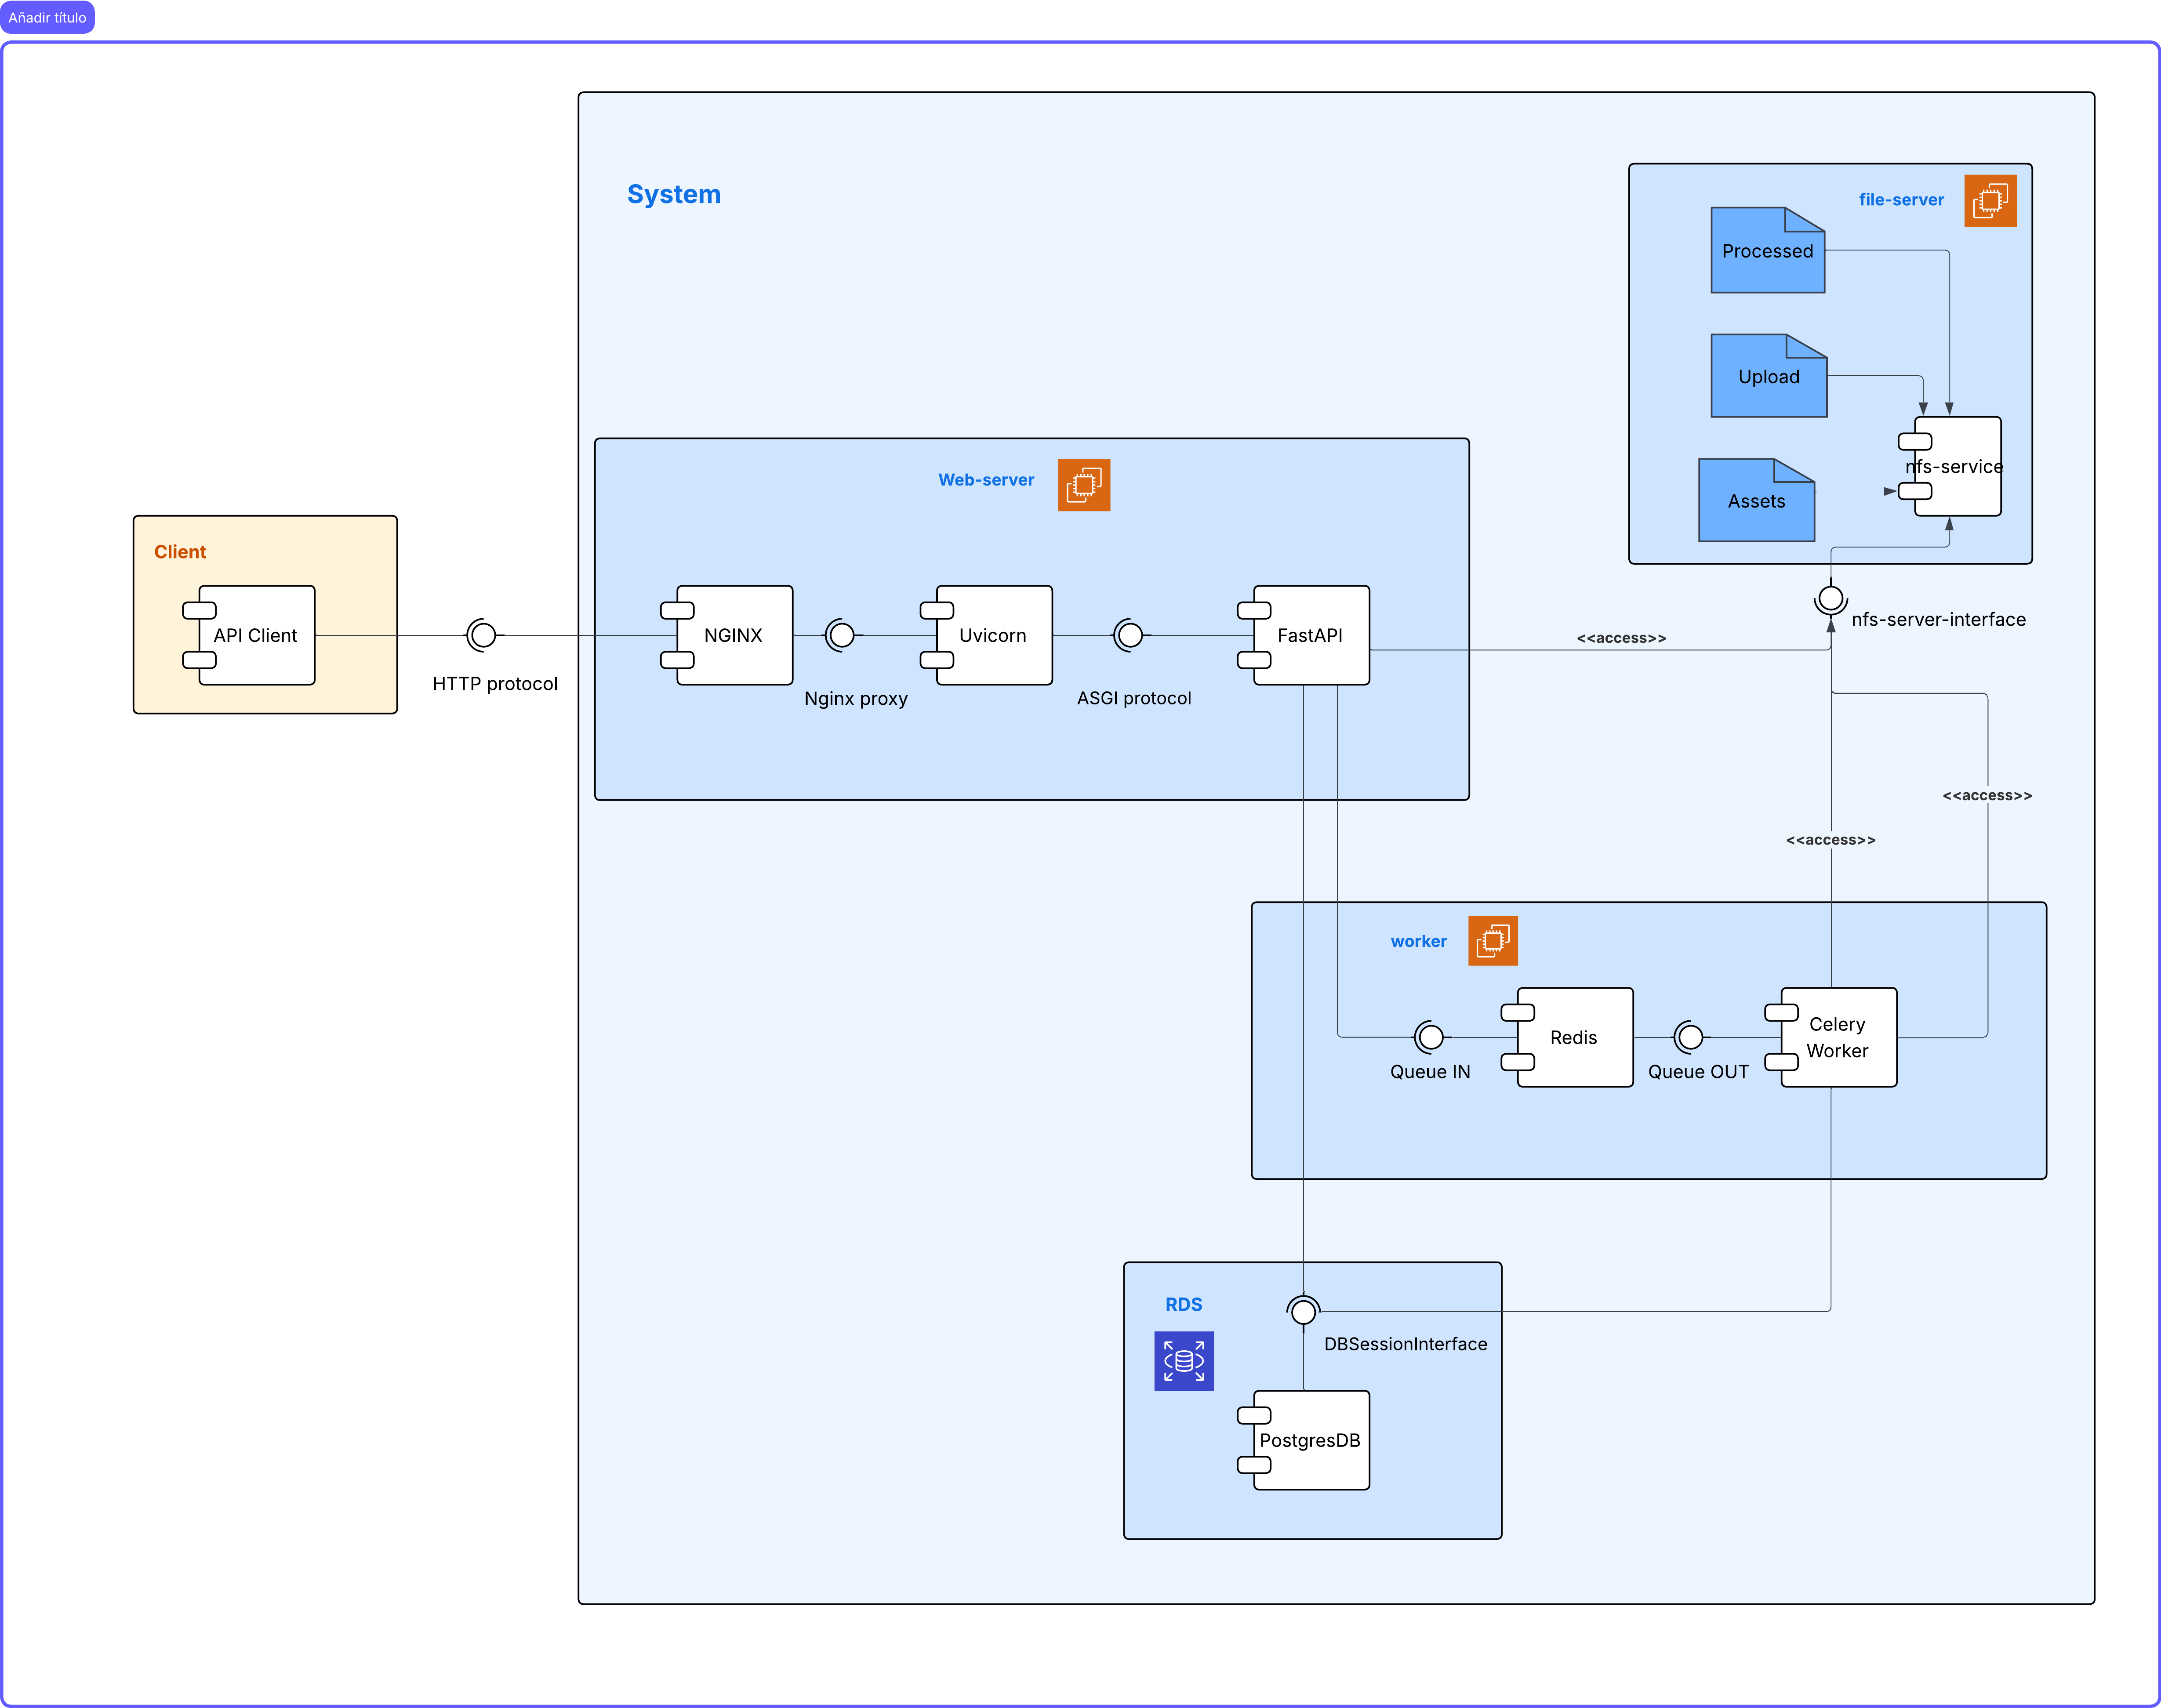 Añadir título
System
file-server
Processed
Upload
nfs-service
Assets
Web-server
Client
API Client
HTTP protocol
NGINX
Nginx proxy
Uvicorn
ASGI protocol
FastAPI
<<access>>
nfs-server-interface
<<access>>
<<access>>
worker
Queue IN
Redis
Queue OUT
Celery
Worker
RDS
DBSessionInterface
PostgresDB